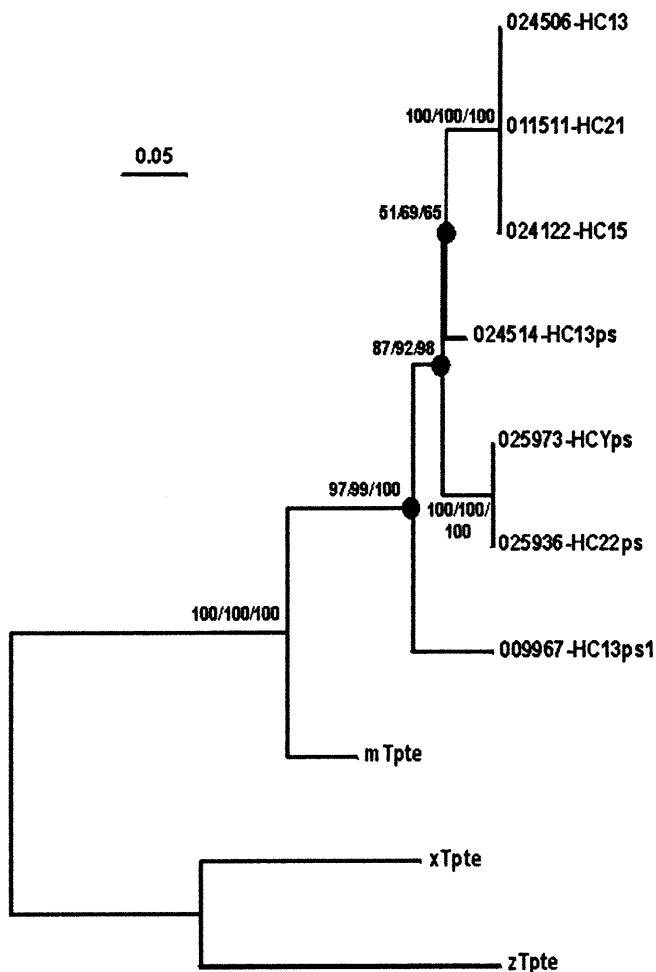 024506-HC13
100/100/100
011511-HC21
0.05
51/69/65
024122-HC15
024514-HC13ps
87/92/98
025973-HCYps
97/99/100
100/100/
100
025936-HC22ps
100/100/100
009967-HC13ps1
mTpte
xTpte
zTpte